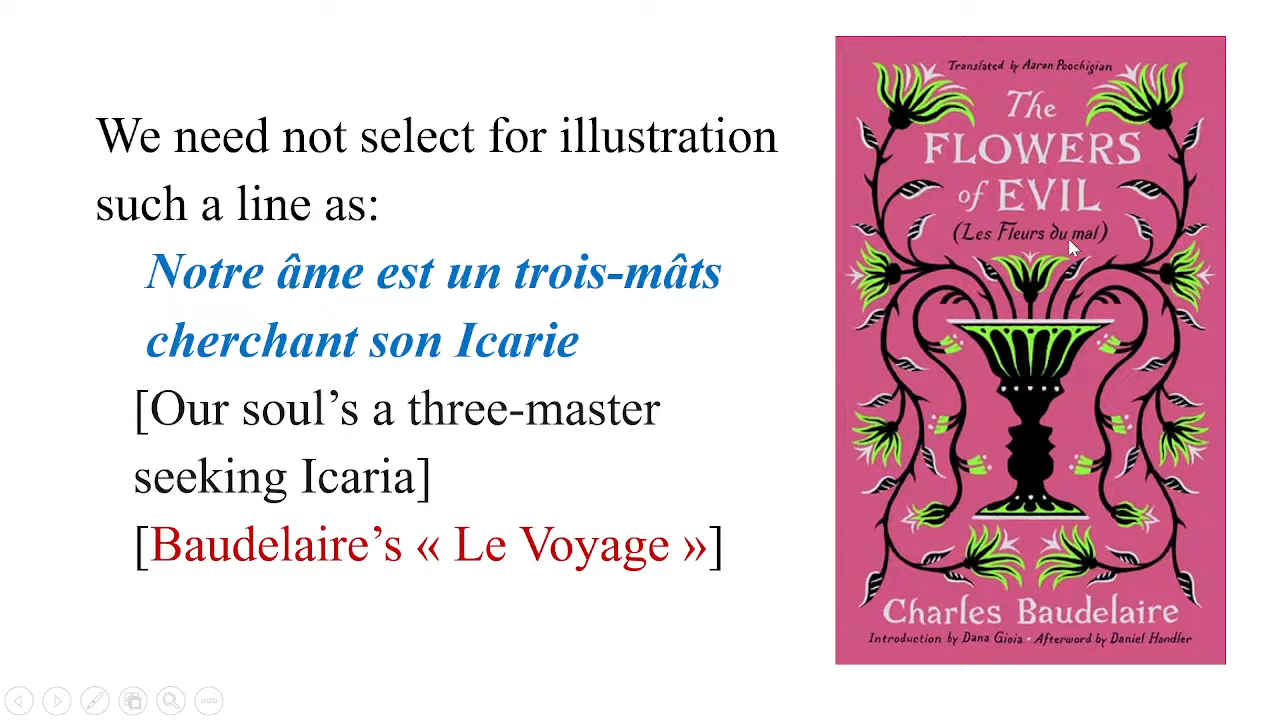 We need not select for illustration
such a line as:
Notre âme est un trois-mâts
cherchant son Icarie
[Our soul’s a three-master
seeking Icaria]
[Baudelaire’s « Le Voyage »]
Translated by Aaron Poochigian
The
FLOWERS
of EVIL
(Les Fleurs du mal)
Charles Baudelaire
Introduction by Dana Gioia • Afterword by Daniel Handler